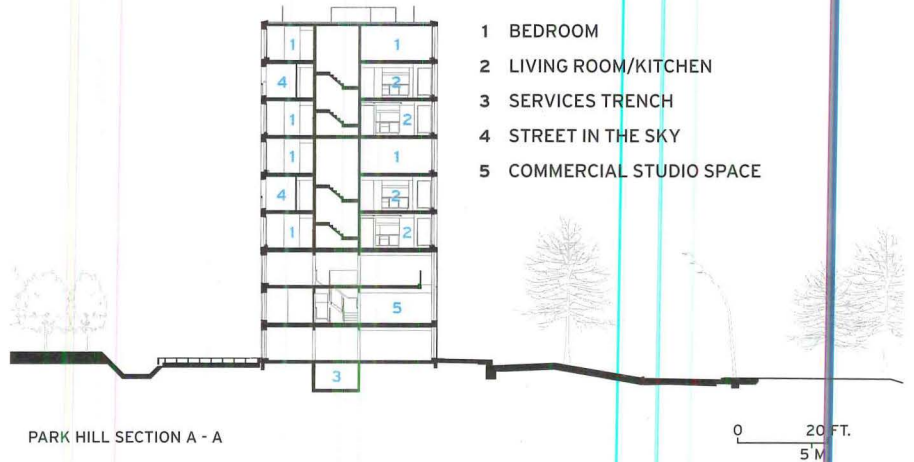 1 BEDROOM
2 LIVING ROOM/KITCHEN
3 SERVICES TRENCH
4 STREET IN THE SKY
5 COMMERCIAL STUDIO SPACE
1 1
4 2
1 2
1 1
4 2
1 2
5
3
PARK HILL SECTION A - A
0 20 FT.
5 M